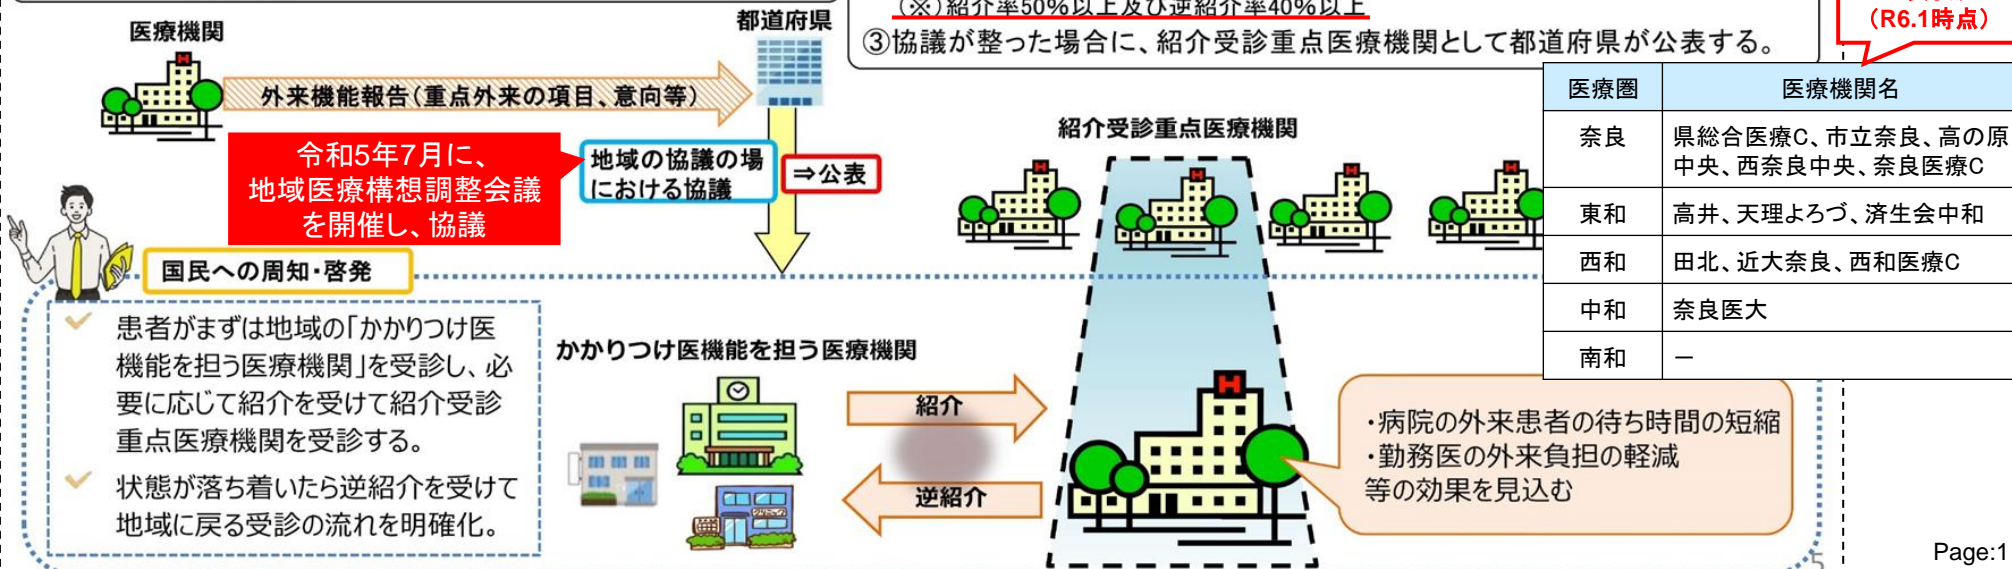 （※）紹介率50％以上及び逆紹介率40％以上
③協議が整った場合に、紹介受診重点医療機関として都道府県が公表する。
（R6.1時点）
医療機関
都道府県
外来機能報告（重点外来の項目、意向等）
令和5年7月に、
地域医療構想調整会議
を開催し、協議
地域の協議の場
における協議
⇒公表
紹介受診重点医療機関
医療圏 医療機関名
奈良 県総合医療C、市立奈良、高の原
中央、西奈良中央、奈良医療C
東和 高井、天理よろづ、済生会中和
西和 田北、近大奈良、西和医療C
中和 奈良医大
南和 －
国民への周知・啓発
患者がまずは地域の「かかりつけ医
機能を担う医療機関」を受診し、必
要に応じて紹介を受けて紹介受診
重点医療機関を受診する。
状態が落ち着いたら逆紹介を受けて
地域に戻る受診の流れを明確化。
かかりつけ医機能を担う医療機関
紹介
逆紹介
・病院の外来患者の待ち時間の短縮
・勤務医の外来負担の軽減
等の効果を見込む
5
Page:1